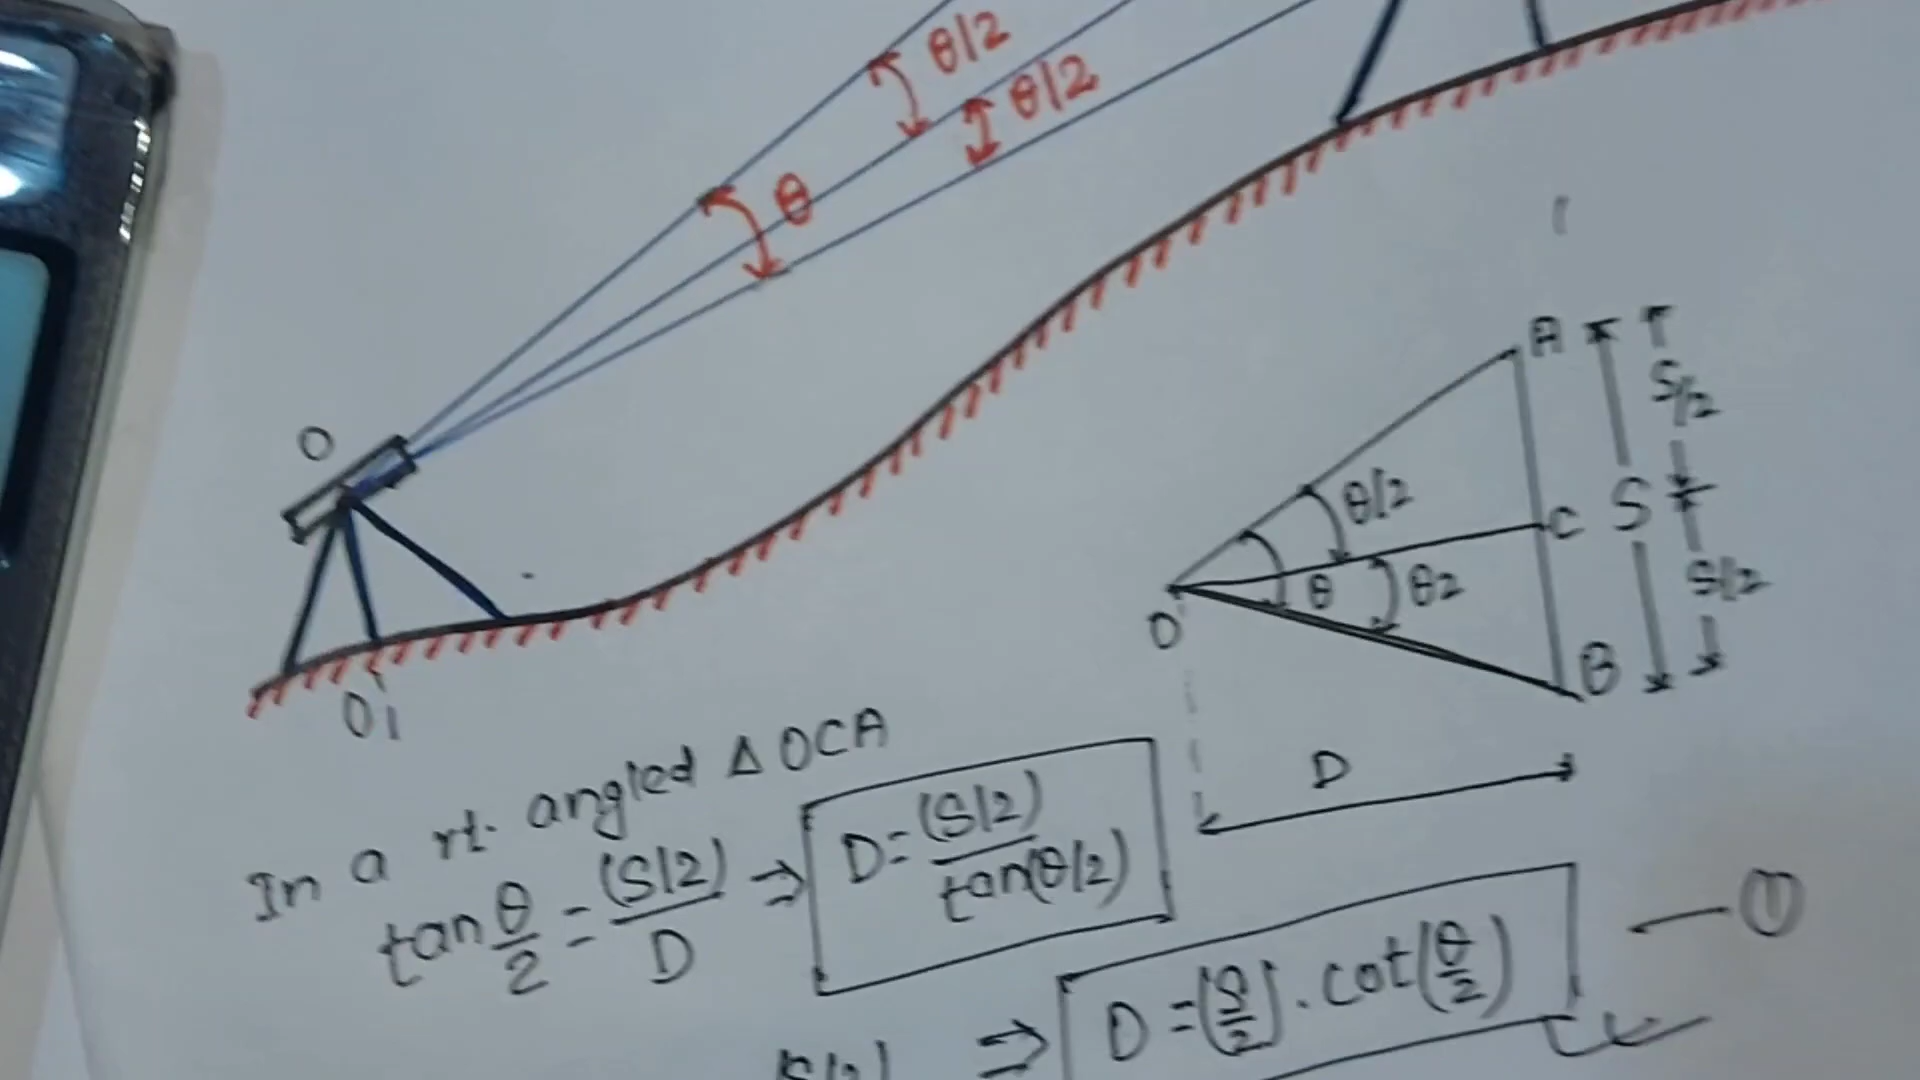 θ/2
θ/2
θ
O
O1
A
S/2
θ/2
C
S
θ
θ2
S/2
O
B
D
In a rt. angled Δ OCA
tan θ/2 = (S/2)/D ⇒ D = (S/2)/tan(θ/2)
⇒ D = (S/2) . cot(θ/2) — ①